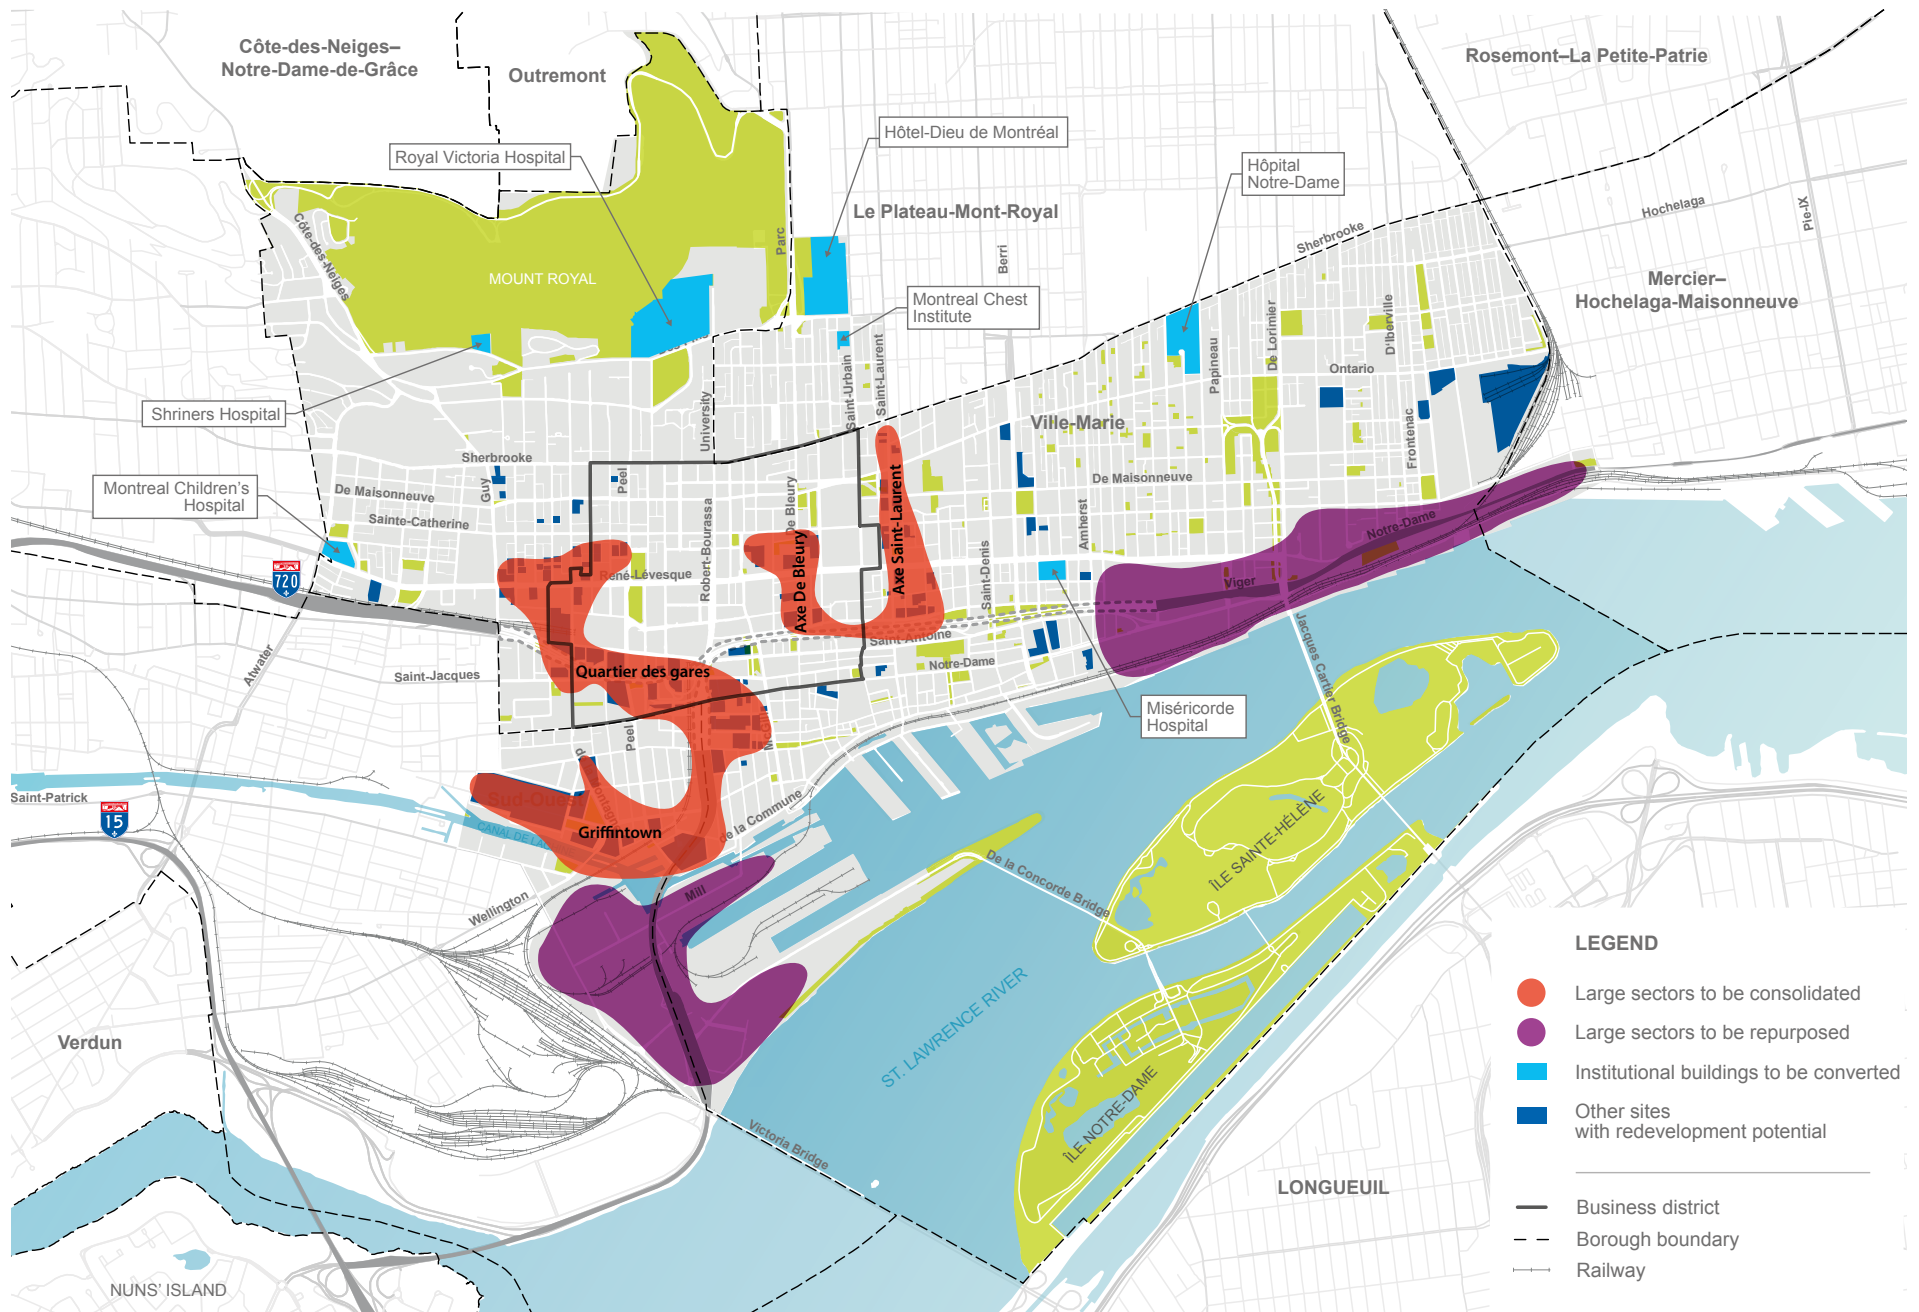 Côte-des-Neiges–
Notre-Dame-de-Grâce
Outremont
Rosemont–La Petite-Patrie
Hôtel-Dieu de Montréal
Royal Victoria Hospital
Hôpital
Notre-Dame
Le Plateau-Mont-Royal
Hochelaga
Pie-IX
Sherbrooke
Côte-des-Neiges
Parc
Berri
MOUNT ROYAL
Mercier–
Hochelaga-Maisonneuve
Montreal Chest
Institute
De Lorimier
D'Iberville
Papineau
Ontario
Saint-Urbain
Saint-Laurent
Shriners Hospital
University
Ville-Marie
Frontenac
Sherbrooke
Peel
Guy
De Maisonneuve
Sainte-Catherine
Montreal Children's
Hospital
De Bleury
Axe Saint-Laurent
De Maisonneuve
Robert-Bourassa
Amherst
Notre-Dame
720
René-Lévesque
Axe De Bleury
Saint-Denis
Viger
Saint-Antoine
Jacques Cartier Bridge
Atwater
Saint-Jacques
Quartier des gares
Notre-Dame
Miséricorde
Hospital
Peel
Saint-Patrick
15
Sud-Ouest
Griffintown
de la Commune
ÎLE SAINTE-HÉLÈNE
De la Concorde Bridge
Wellington
Mill
ST. LAWRENCE RIVER
Verdun
ÎLE NOTRE-DAME
Victoria Bridge
LONGUEUIL
NUNS' ISLAND
LEGEND
Large sectors to be consolidated
Large sectors to be repurposed
Institutional buildings to be converted
Other sites
with redevelopment potential
Business district
Borough boundary
Railway